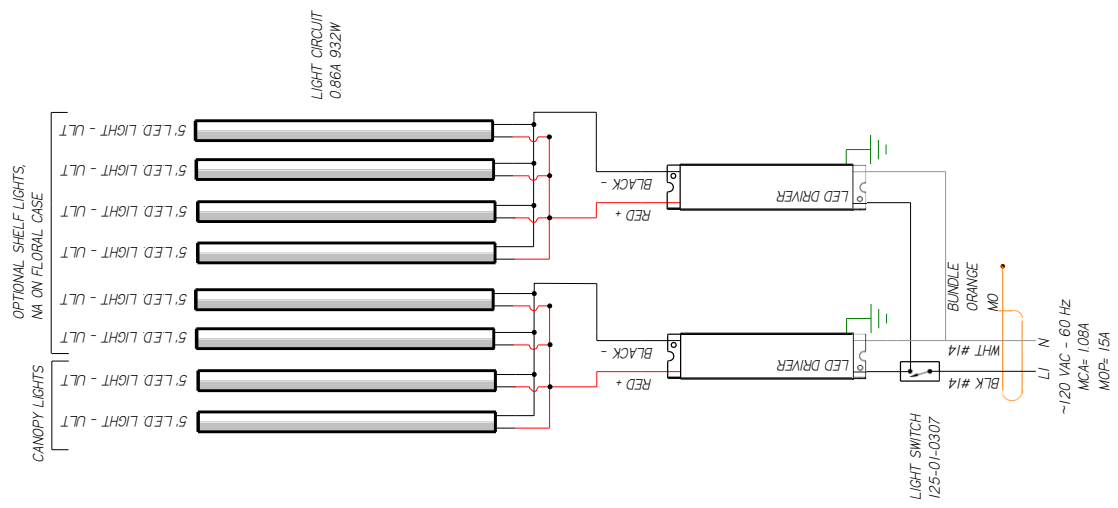 LIGHT CIRCUIT
0.86A 93.2W
OPTIONAL SHELF LIGHTS,
NA ON FLORAL CASE
5' LED. LIGHT - ULT
5' LED. LIGHT - ULT
5' LED. LIGHT - ULT
5' LED. LIGHT - ULT
5' LED. LIGHT - ULT
5' LED. LIGHT - ULT
CANOPY LIGHTS
5' LED. LIGHT - ULT
5' LED. LIGHT - ULT
BLACK -
RED +
LED DRIVER
BLACK -
RED +
LED DRIVER
BUNDLE
ORANGE
MO
WHT #14
N
BLK #14
L1
~120 VAC - 60 Hz
MCA= 1.08A
MOP= 15A
LIGHT SWITCH
125-01-0307